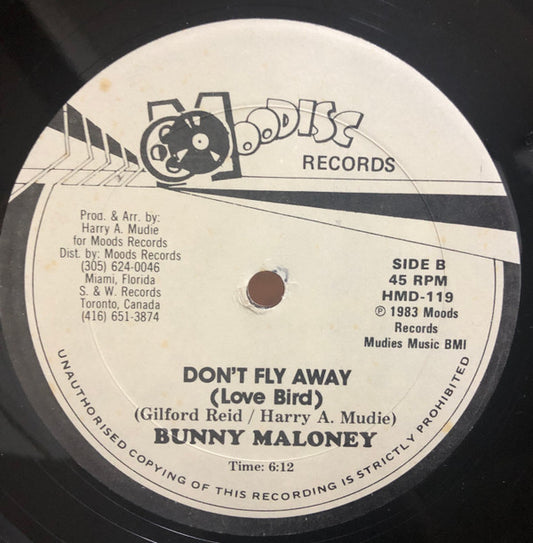 MOODISC
RECORDS
Prod. & Arr. by:
Harry A. Mudie
for Moods Records
Dist. by: Moods Records
(305) 624-0046
Miami, Florida
S. & W. Records
Toronto, Canada
(416) 651-3874
SIDE B
45 RPM
HMD-119
℗ 1983 Moods
Records
Mudies Music BMI
DON'T FLY AWAY
(Love Bird)
(Gilford Reid / Harry A. Mudie)
BUNNY MALONEY
Time: 6:12
UNAUTHORISED COPYING OF THIS RECORDING IS STRICTLY PROHIBITED